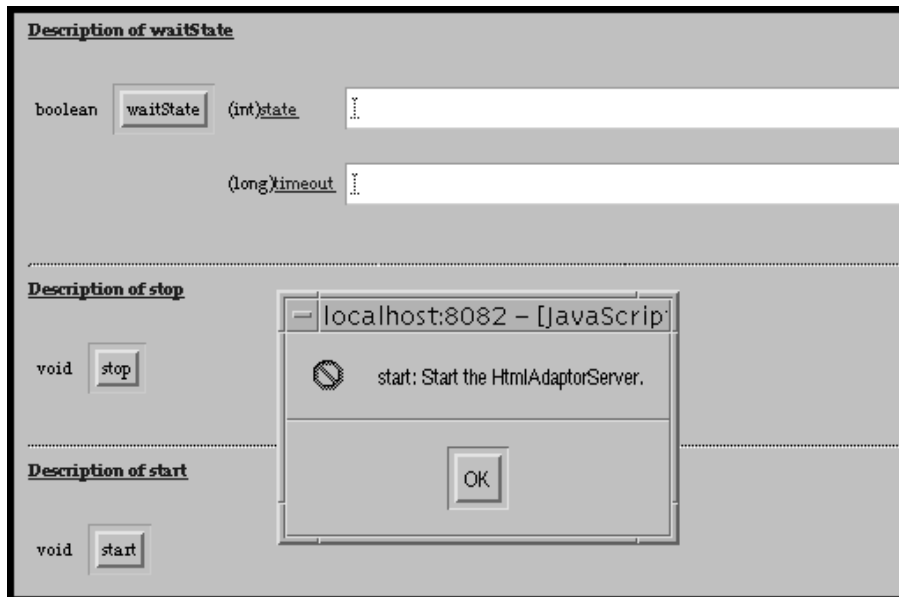 Description of waitState
boolean waitState (int)state
(long)timeout
Description of stop
localhost:8082 – [JavaScrip
void stop
start: Start the HtmlAdaptorServer.
Description of start
OK
void start